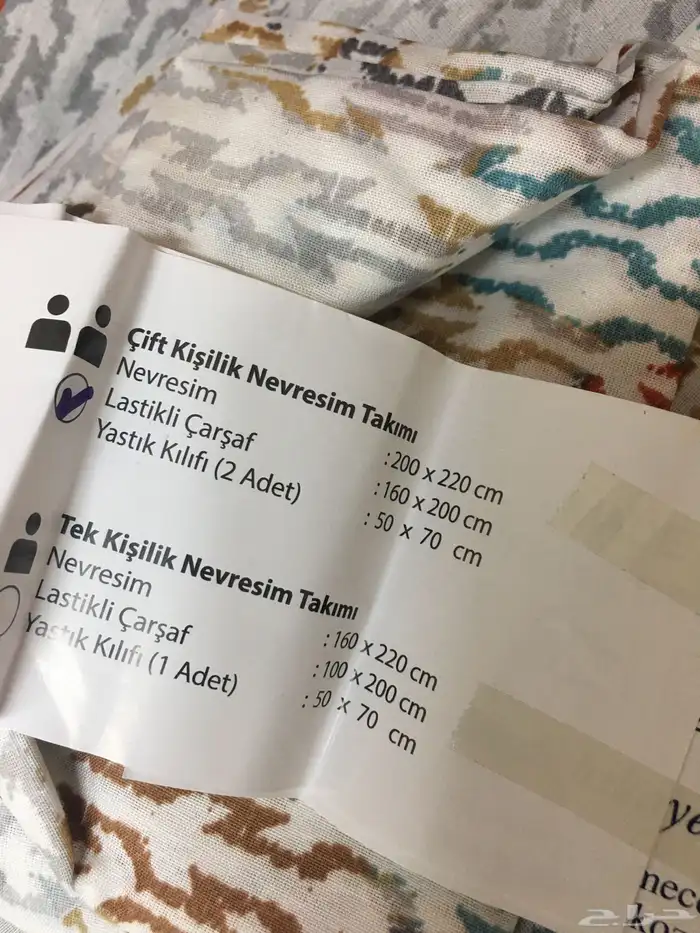 Çift Kişilik Nevresim Takımı
Nevresim : 200 x 220 cm
Lastikli Çarşaf : 160 x 200 cm
Yastık Kılıfı (2 Adet) : 50 x 70 cm
Tek Kişilik Nevresim Takımı
Nevresim : 160 x 220 cm
Lastikli Çarşaf : 100 x 200 cm
Yastık Kılıfı (1 Adet) : 50 x 70 cm
حراج